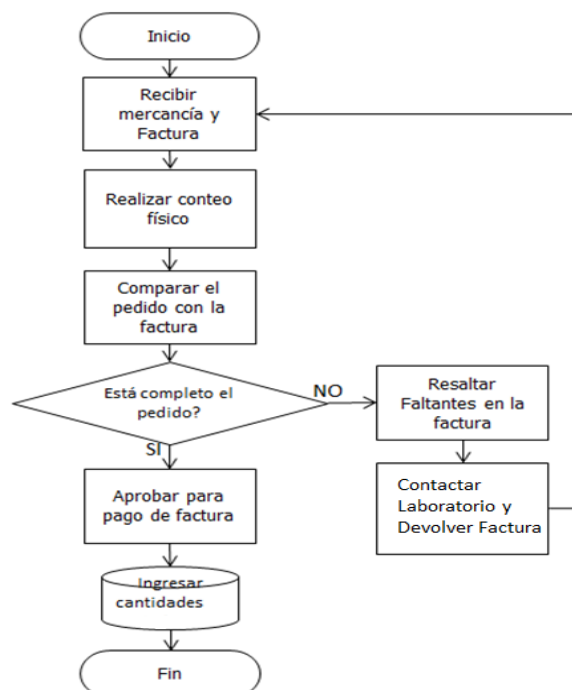 Inicio
Recibir
mercancía y
Factura
Realizar conteo
físico
Comparar el
pedido con la
factura
Está completo el
pedido?
NO
Resaltar
Faltantes en la
factura
SI
Contactar
Laboratorio y
Devolver Factura
Aprobar para
pago de factura
Ingresar
cantidades
Fin